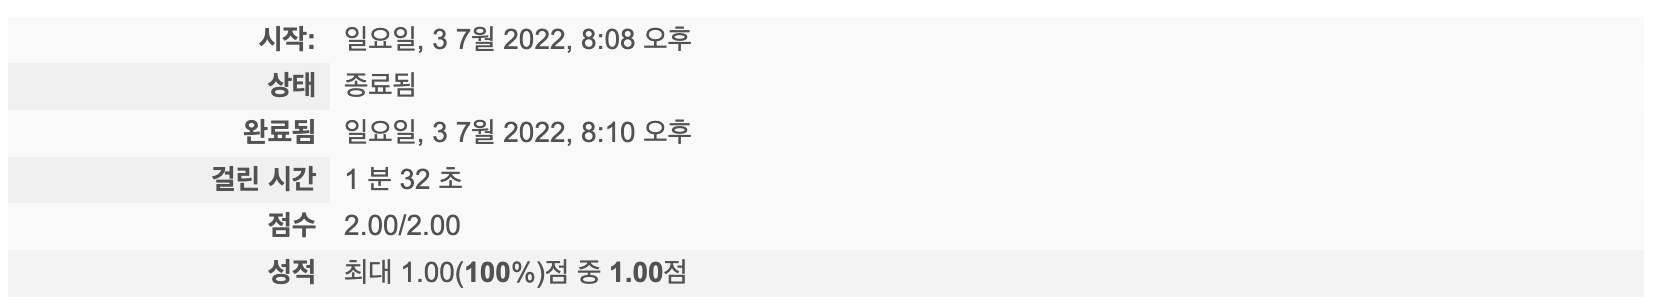 시작: 일요일, 3 7월 2022, 8:08 오후
상태 종료됨
완료됨 일요일, 3 7월 2022, 8:10 오후
걸린 시간 1 분 32 초
점수 2.00/2.00
성적 최대 1.00(100%)점 중 1.00점